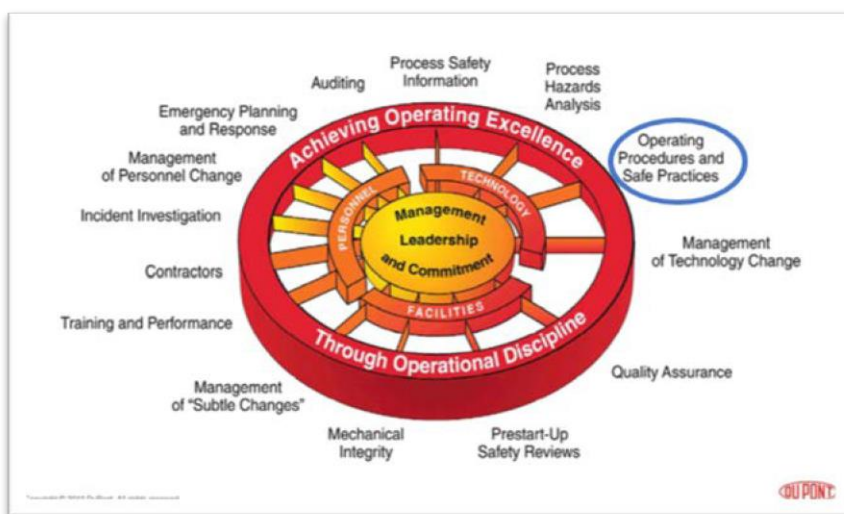 Process Safety
Information
Auditing
Process
Hazards
Analysis
Emergency Planning
and Response
Operating
Procedures and
Safe Practices
Management
of Personnel Change
Achieving Operating Excellence
PERSONNEL
TECHNOLOGY
Management
Leadership
and Commitment
FACILITIES
Through Operational Discipline
Incident Investigation
Management
of Technology Change
Contractors
Training and Performance
Quality Assurance
Management
of “Subtle Changes”
Mechanical
Integrity
Prestart-Up
Safety Reviews
DU PONT